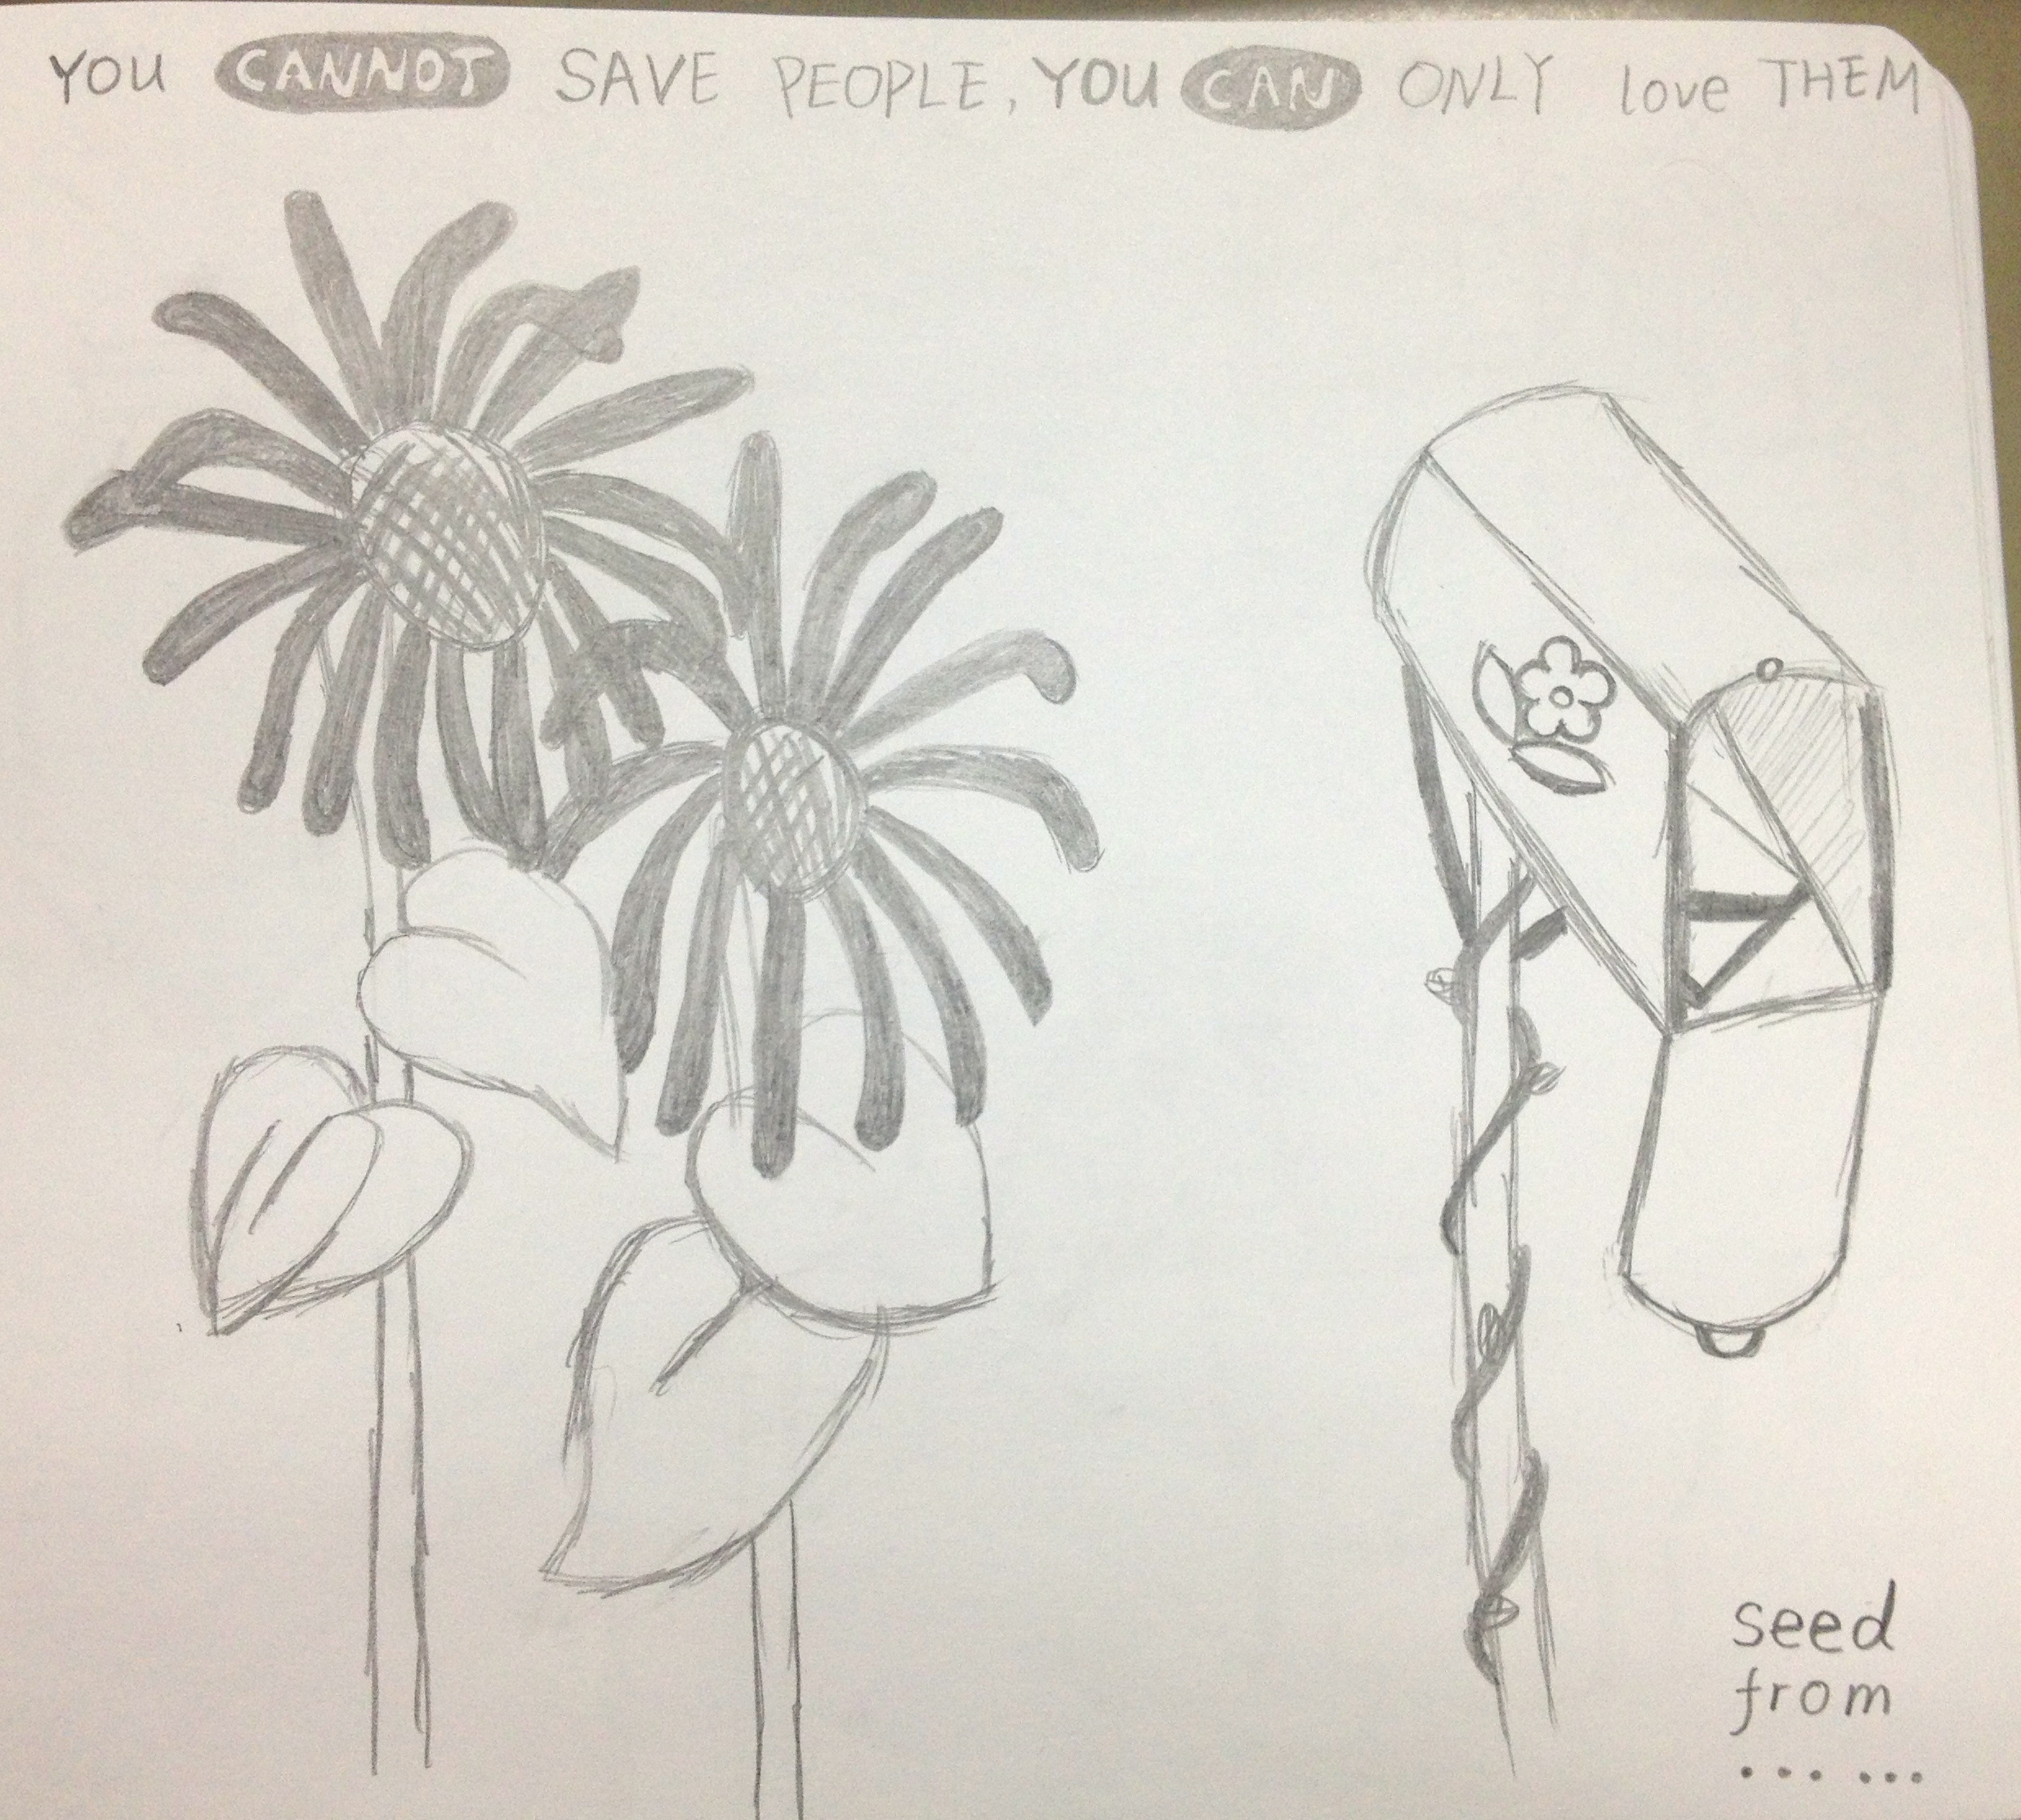 YOU CANNOT SAVE PEOPLE, YOU CAN ONLY love THEM
seed
from
... ...